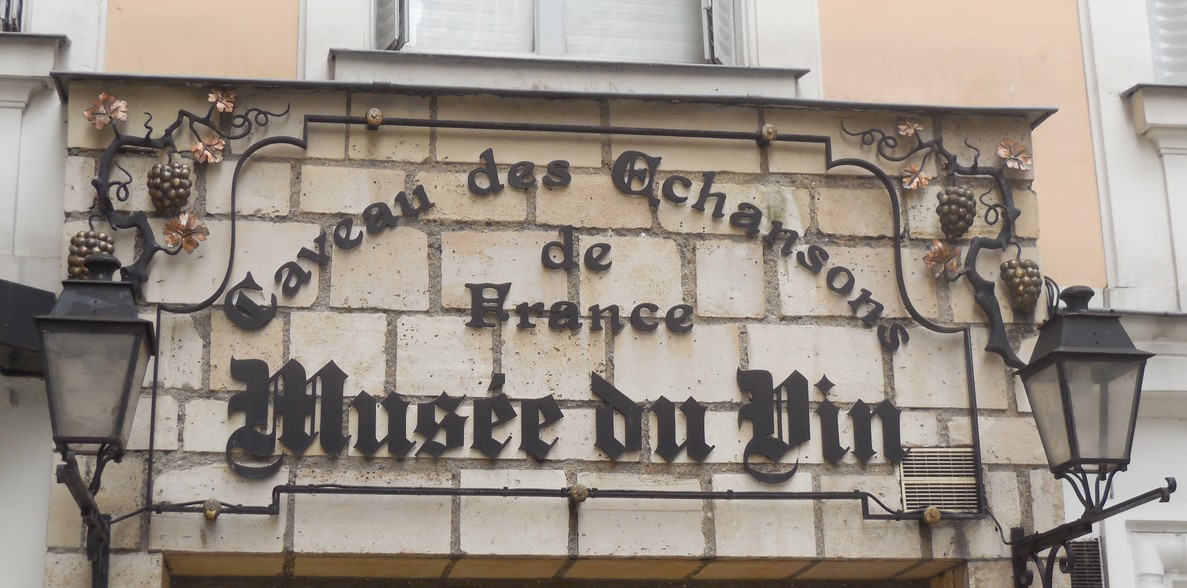 Caveau des Echansons
de
France
Musée du Vin